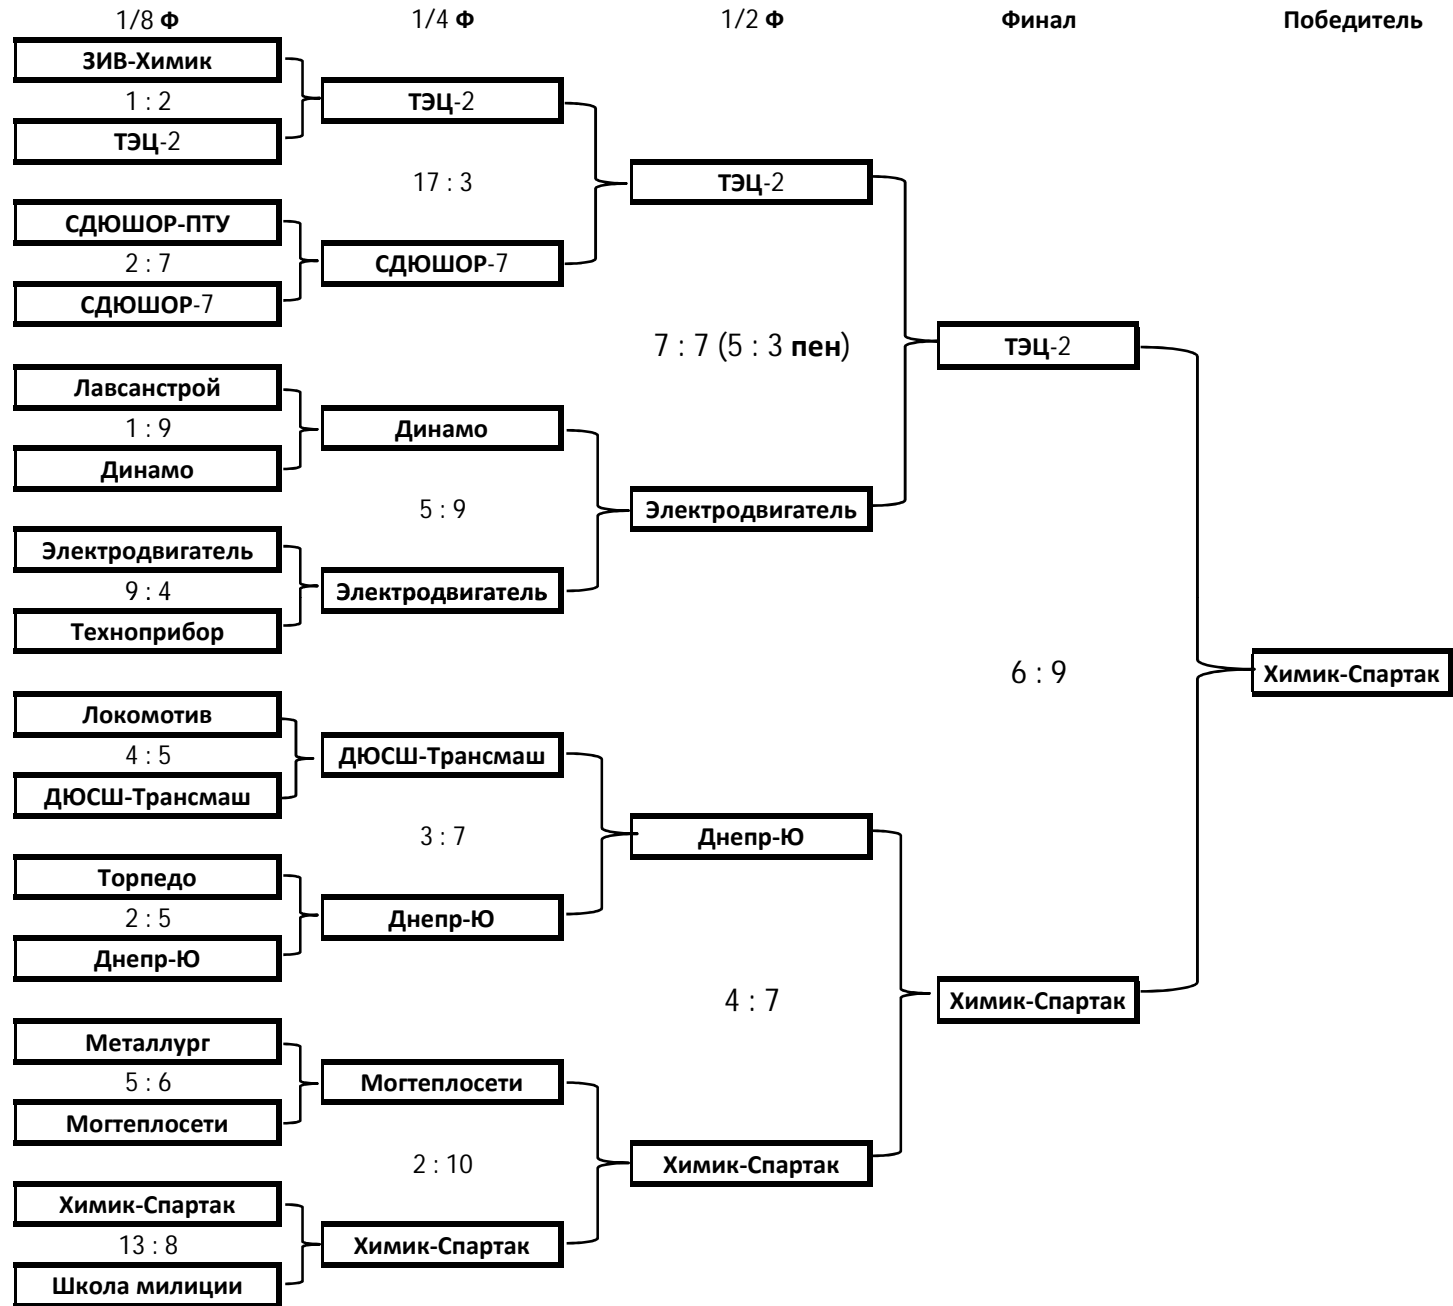 1/8 Ф
1/4 Ф
1/2 Ф
Финал
Победитель
ЗИВ-Химик
1 : 2
ТЭЦ-2
СДЮШОР-ПТУ
2 : 7
СДЮШОР-7
Лавсанстрой
1 : 9
Динамо
Электродвигатель
9 : 4
Техноприбор
Локомотив
4 : 5
ДЮСШ-Трансмаш
Торпедо
2 : 5
Днепр-Ю
Металлург
5 : 6
Могтеплосети
Химик-Спартак
13 : 8
Школа милиции
ТЭЦ-2
17 : 3
СДЮШОР-7
Динамо
5 : 9
Электродвигатель
ДЮСШ-Трансмаш
3 : 7
Днепр-Ю
Могтеплосети
2 : 10
Химик-Спартак
ТЭЦ-2
7 : 7 (5 : 3 пен)
Электродвигатель
Днепр-Ю
4 : 7
Химик-Спартак
ТЭЦ-2
6 : 9
Химик-Спартак
Химик-Спартак